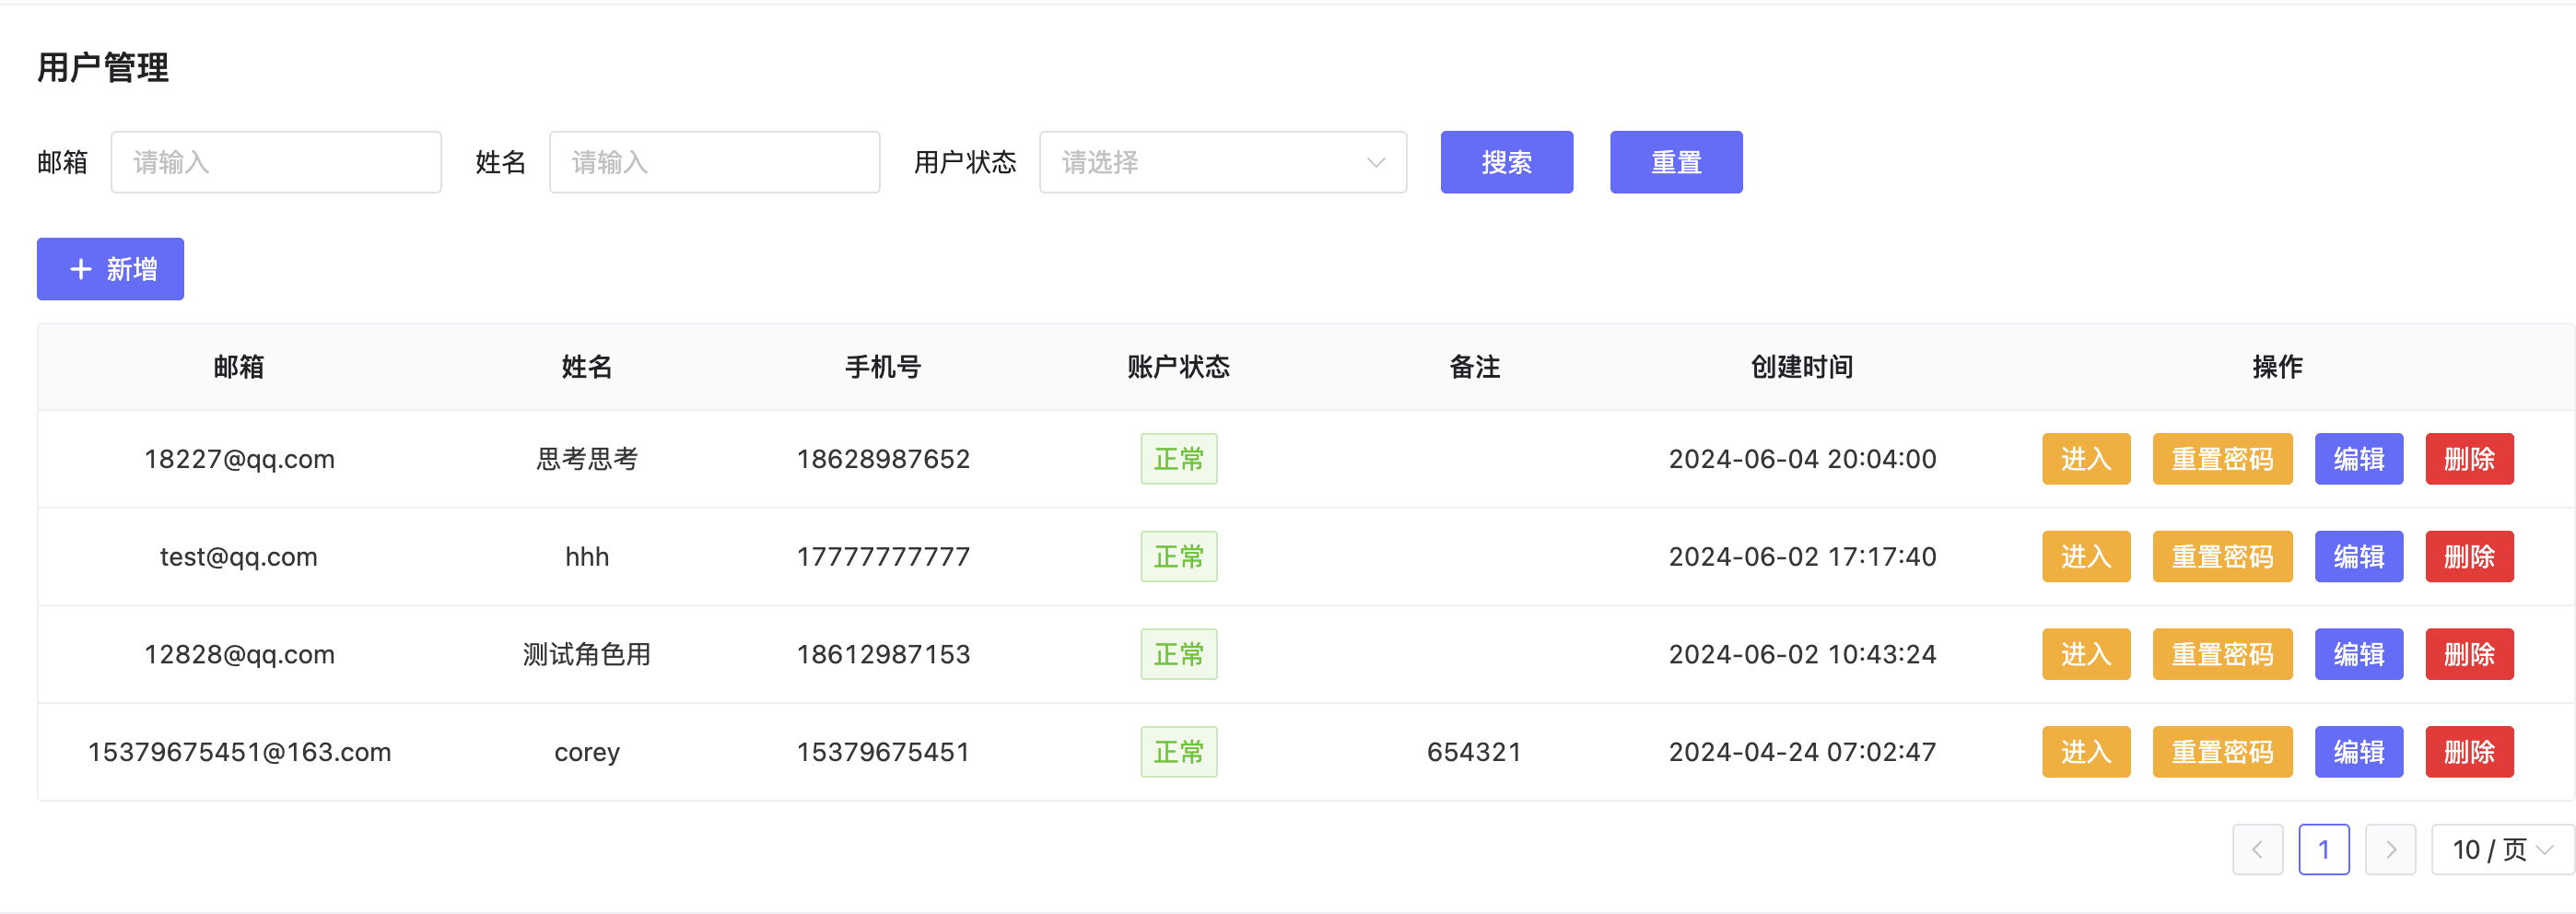 用户管理
邮箱 请输入 姓名 请输入 用户状态 请选择 搜索 重置
+ 新增
邮箱 姓名 手机号 账户状态 备注 创建时间 操作
18227@qq.com 思考思考 18628987652 正常 2024-06-04 20:04:00 进入 重置密码 编辑 删除
test@qq.com hhh 17777777777 正常 2024-06-02 17:17:40 进入 重置密码 编辑 删除
12828@qq.com 测试角色用 18612987153 正常 2024-06-02 10:43:24 进入 重置密码 编辑 删除
15379675451@163.com corey 15379675451 正常 654321 2024-04-24 07:02:47 进入 重置密码 编辑 删除
1 10 / 页